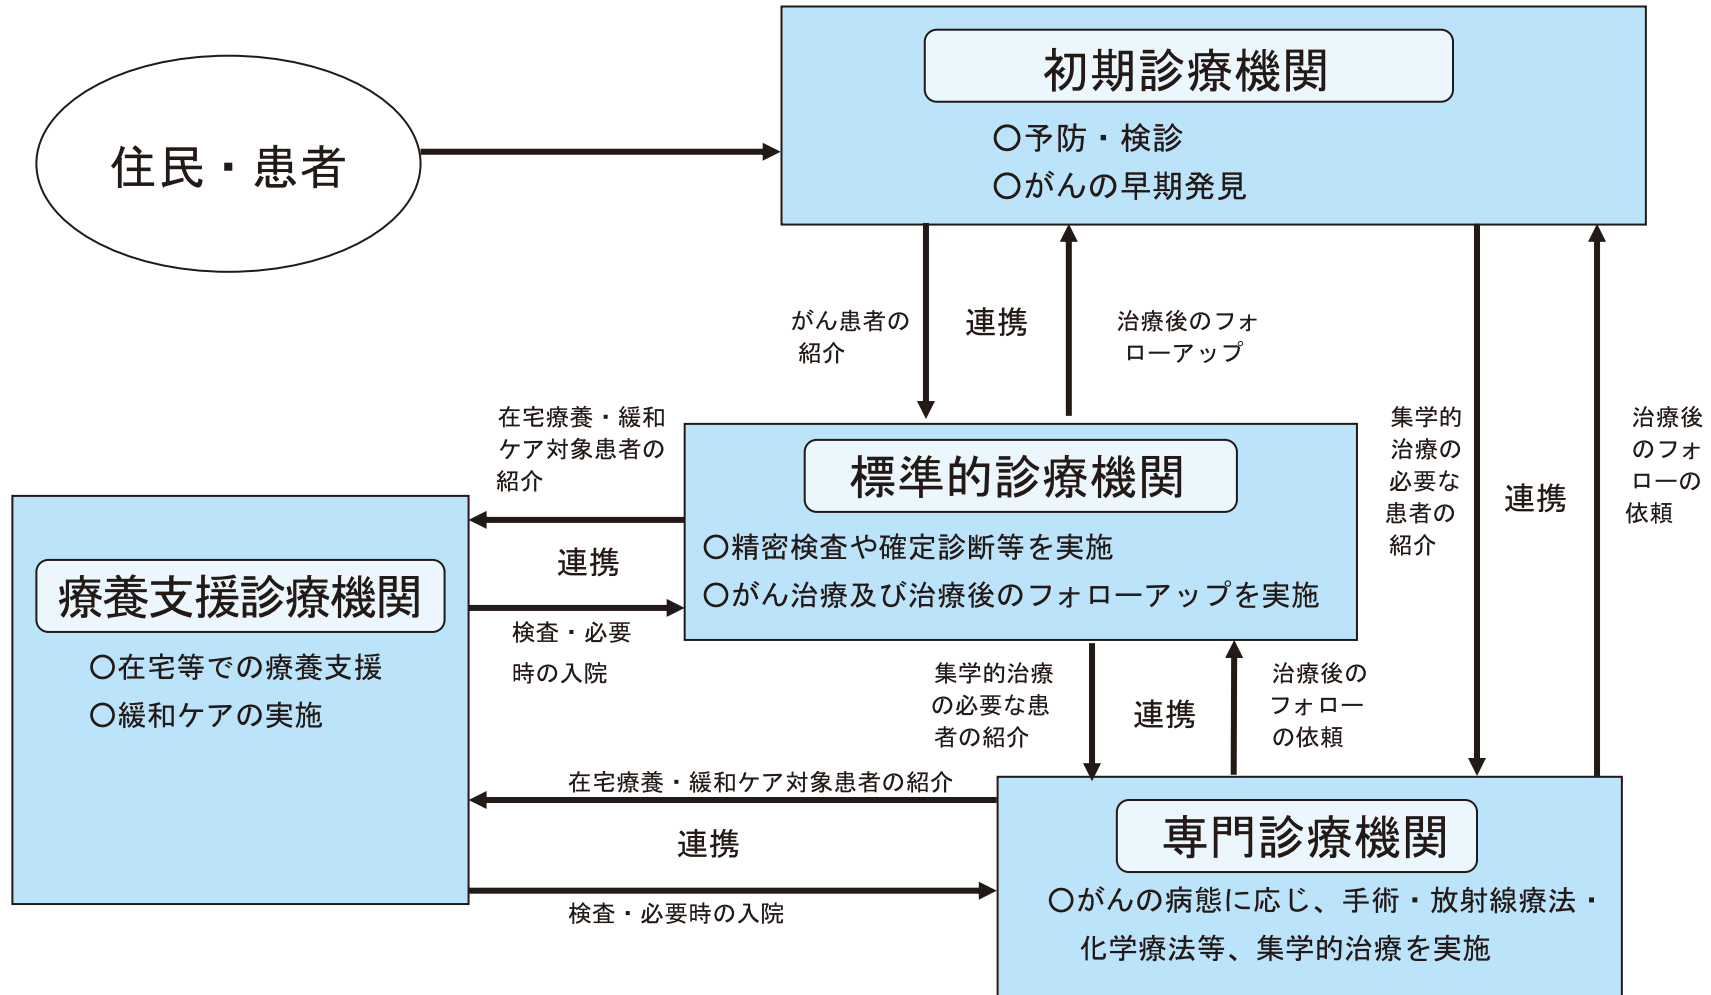 初期診療機関
〇予防・検診
〇がんの早期発見
住民・患者
がん患者の
紹介
連携
治療後のフォ
ローアップ
在宅療養・緩和
ケア対象患者の
紹介
連携
検査・必要
時の入院
標準的診療機関
〇精密検査や確定診断等を実施
〇がん治療及び治療後のフォローアップを実施
集学的
治療の
必要な
患者の
紹介
連携
治療後
のフォ
ローの
依頼
療養支援診療機関
〇在宅等での療養支援
〇緩和ケアの実施
集学的治療
の必要な患
者の紹介
連携
治療後の
フォロー
の依頼
在宅療養・緩和ケア対象患者の紹介
連携
検査・必要時の入院
専門診療機関
〇がんの病態に応じ、手術・放射線療法・
化学療法等、集学的治療を実施